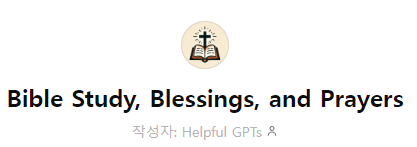 Bible Study, Blessings, and Prayers
작성자: Helpful GPTs